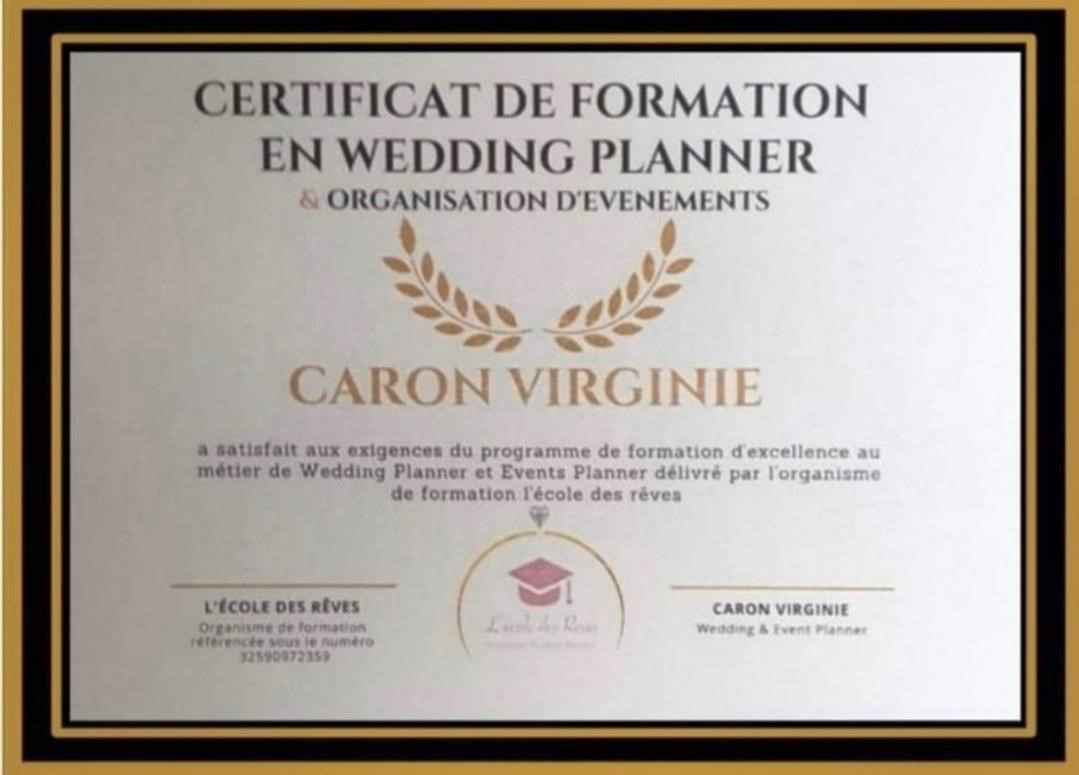 CERTIFICAT DE FORMATION
EN WEDDING PLANNER
& ORGANISATION D'EVENEMENTS
CARON VIRGINIE
a satisfait aux exigences du programme de formation d'excellence au
métier de Wedding Planner et Events Planner délivré par l'organisme
de formation l'école des rêves
L'ÉCOLE DES RÊVES
Organisme de formation
référencée sous le numéro
32590972359
L'école des Rêves
CARON VIRGINIE
Wedding & Event Planner